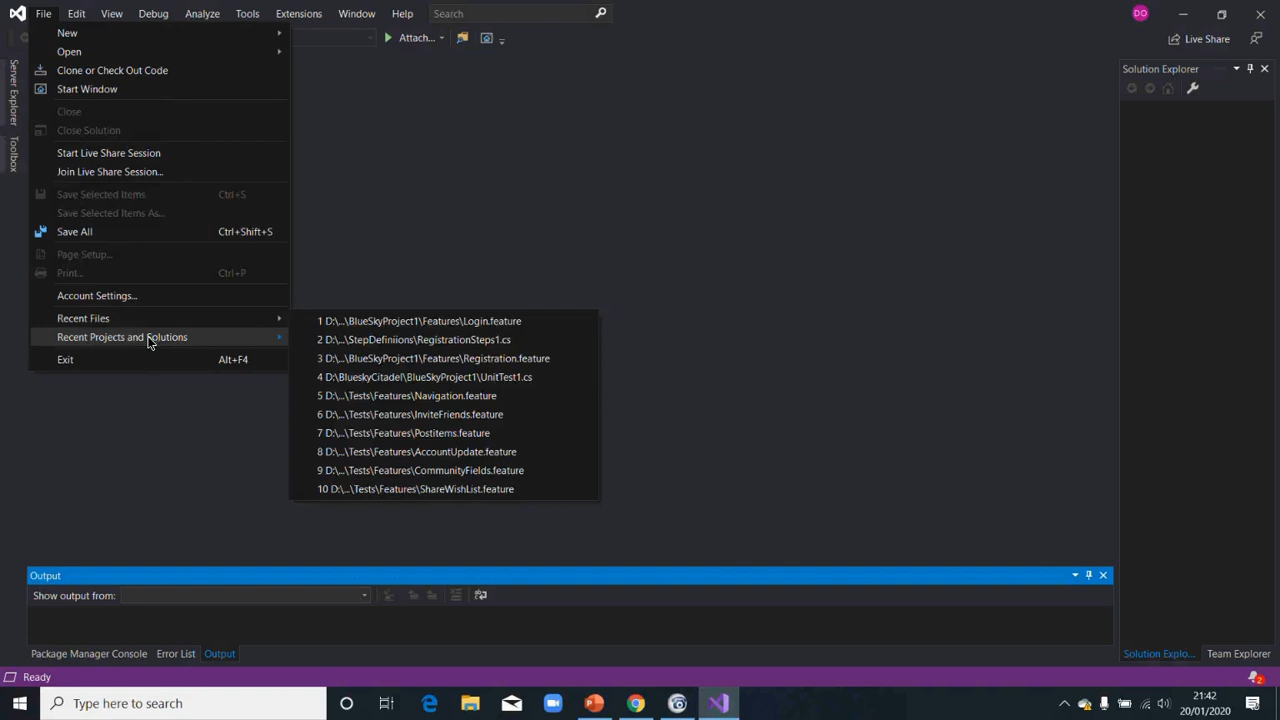 File Edit View Debug Analyze Tools Extensions Window Help Search DO
New
Open
Clone or Check Out Code
Start Window
Close
Close Solution
Start Live Share Session
Join Live Share Session...
Save Selected Items Ctrl+S
Save Selected Items As...
Save All Ctrl+Shift+S
Page Setup...
Print... Ctrl+P
Account Settings...
Recent Files
Recent Projects and Solutions
Exit Alt+F4
1 D:\...\BlueSkyProject1\Features\Login.feature
2 D:\...\StepDefiniions\RegistrationSteps1.cs
3 D:\...\BlueSkyProject1\Features\Registration.feature
4 D:\BlueskyCitadel\BlueSkyProject1\UnitTest1.cs
5 D:\...\Tests\Features\Navigation.feature
6 D:\...\Tests\Features\InviteFriends.feature
7 D:\...\Tests\Features\Postitems.feature
8 D:\...\Tests\Features\AccountUpdate.feature
9 D:\...\Tests\Features\CommunityFields.feature
10 D:\...\Tests\Features\ShareWishList.feature
Attach...
Live Share
Server Explorer
Toolbox
Solution Explorer
Output
Show output from:
Package Manager Console Error List Output
Solution Explo... Team Explorer
Ready 2
Type here to search
21:42
20/01/2020